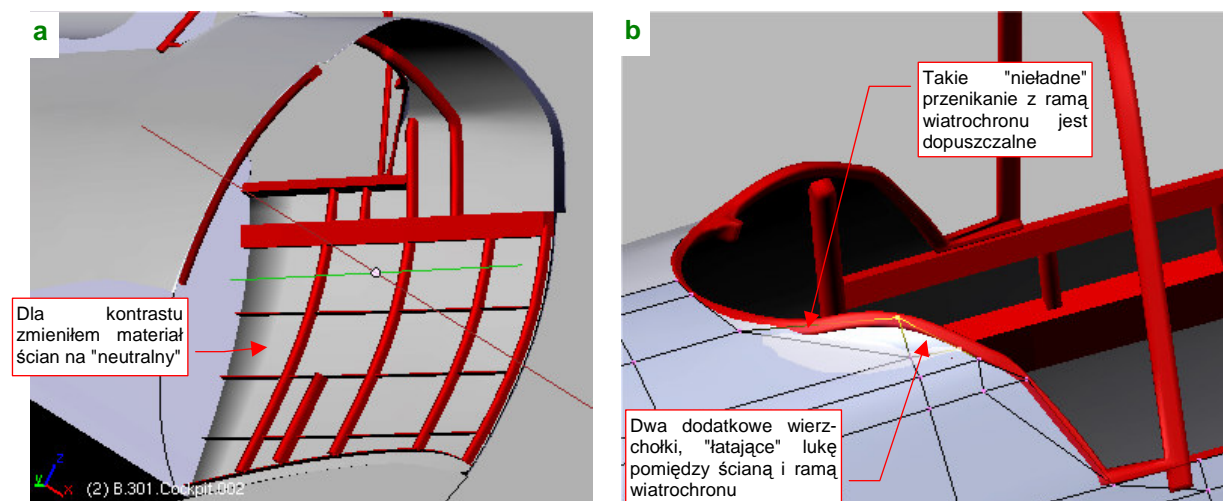 a
Dla kontrastu
zmieniłem materiał
ścian na "neutralny"
z
y
x
(2) B.301.Cockpit.002
b
Takie "nieładne"
przenikanie z ramą
wiatrochronu jest
dopuszczalne
Dwa dodatkowe wierz-
chołki, "łatające" lukę
pomiędzy ścianą i ramą
wiatrochronu